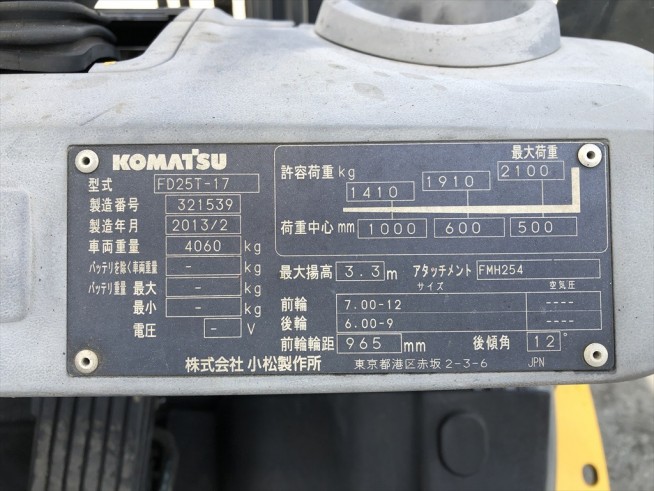 KOMATSU
型式 FD25T-17
製造番号 321539
製造年月 2013/2
車両重量 4060 kg
バッテリを除く車両重量 - kg
バッテリ重量 最大 - kg
最小 - kg
電圧 - V
最大荷重
許容荷重 kg 1410 1910 2100
荷重中心 mm 1000 600 500
最大揚高 3.3 m アタッチメント FMH254
サイズ 空気圧
前輪 7.00-12 ----
後輪 6.00-9 ----
前輪輪距 965 mm 後傾角 12°
株式会社 小松製作所 東京都港区赤坂2-3-6 JPN